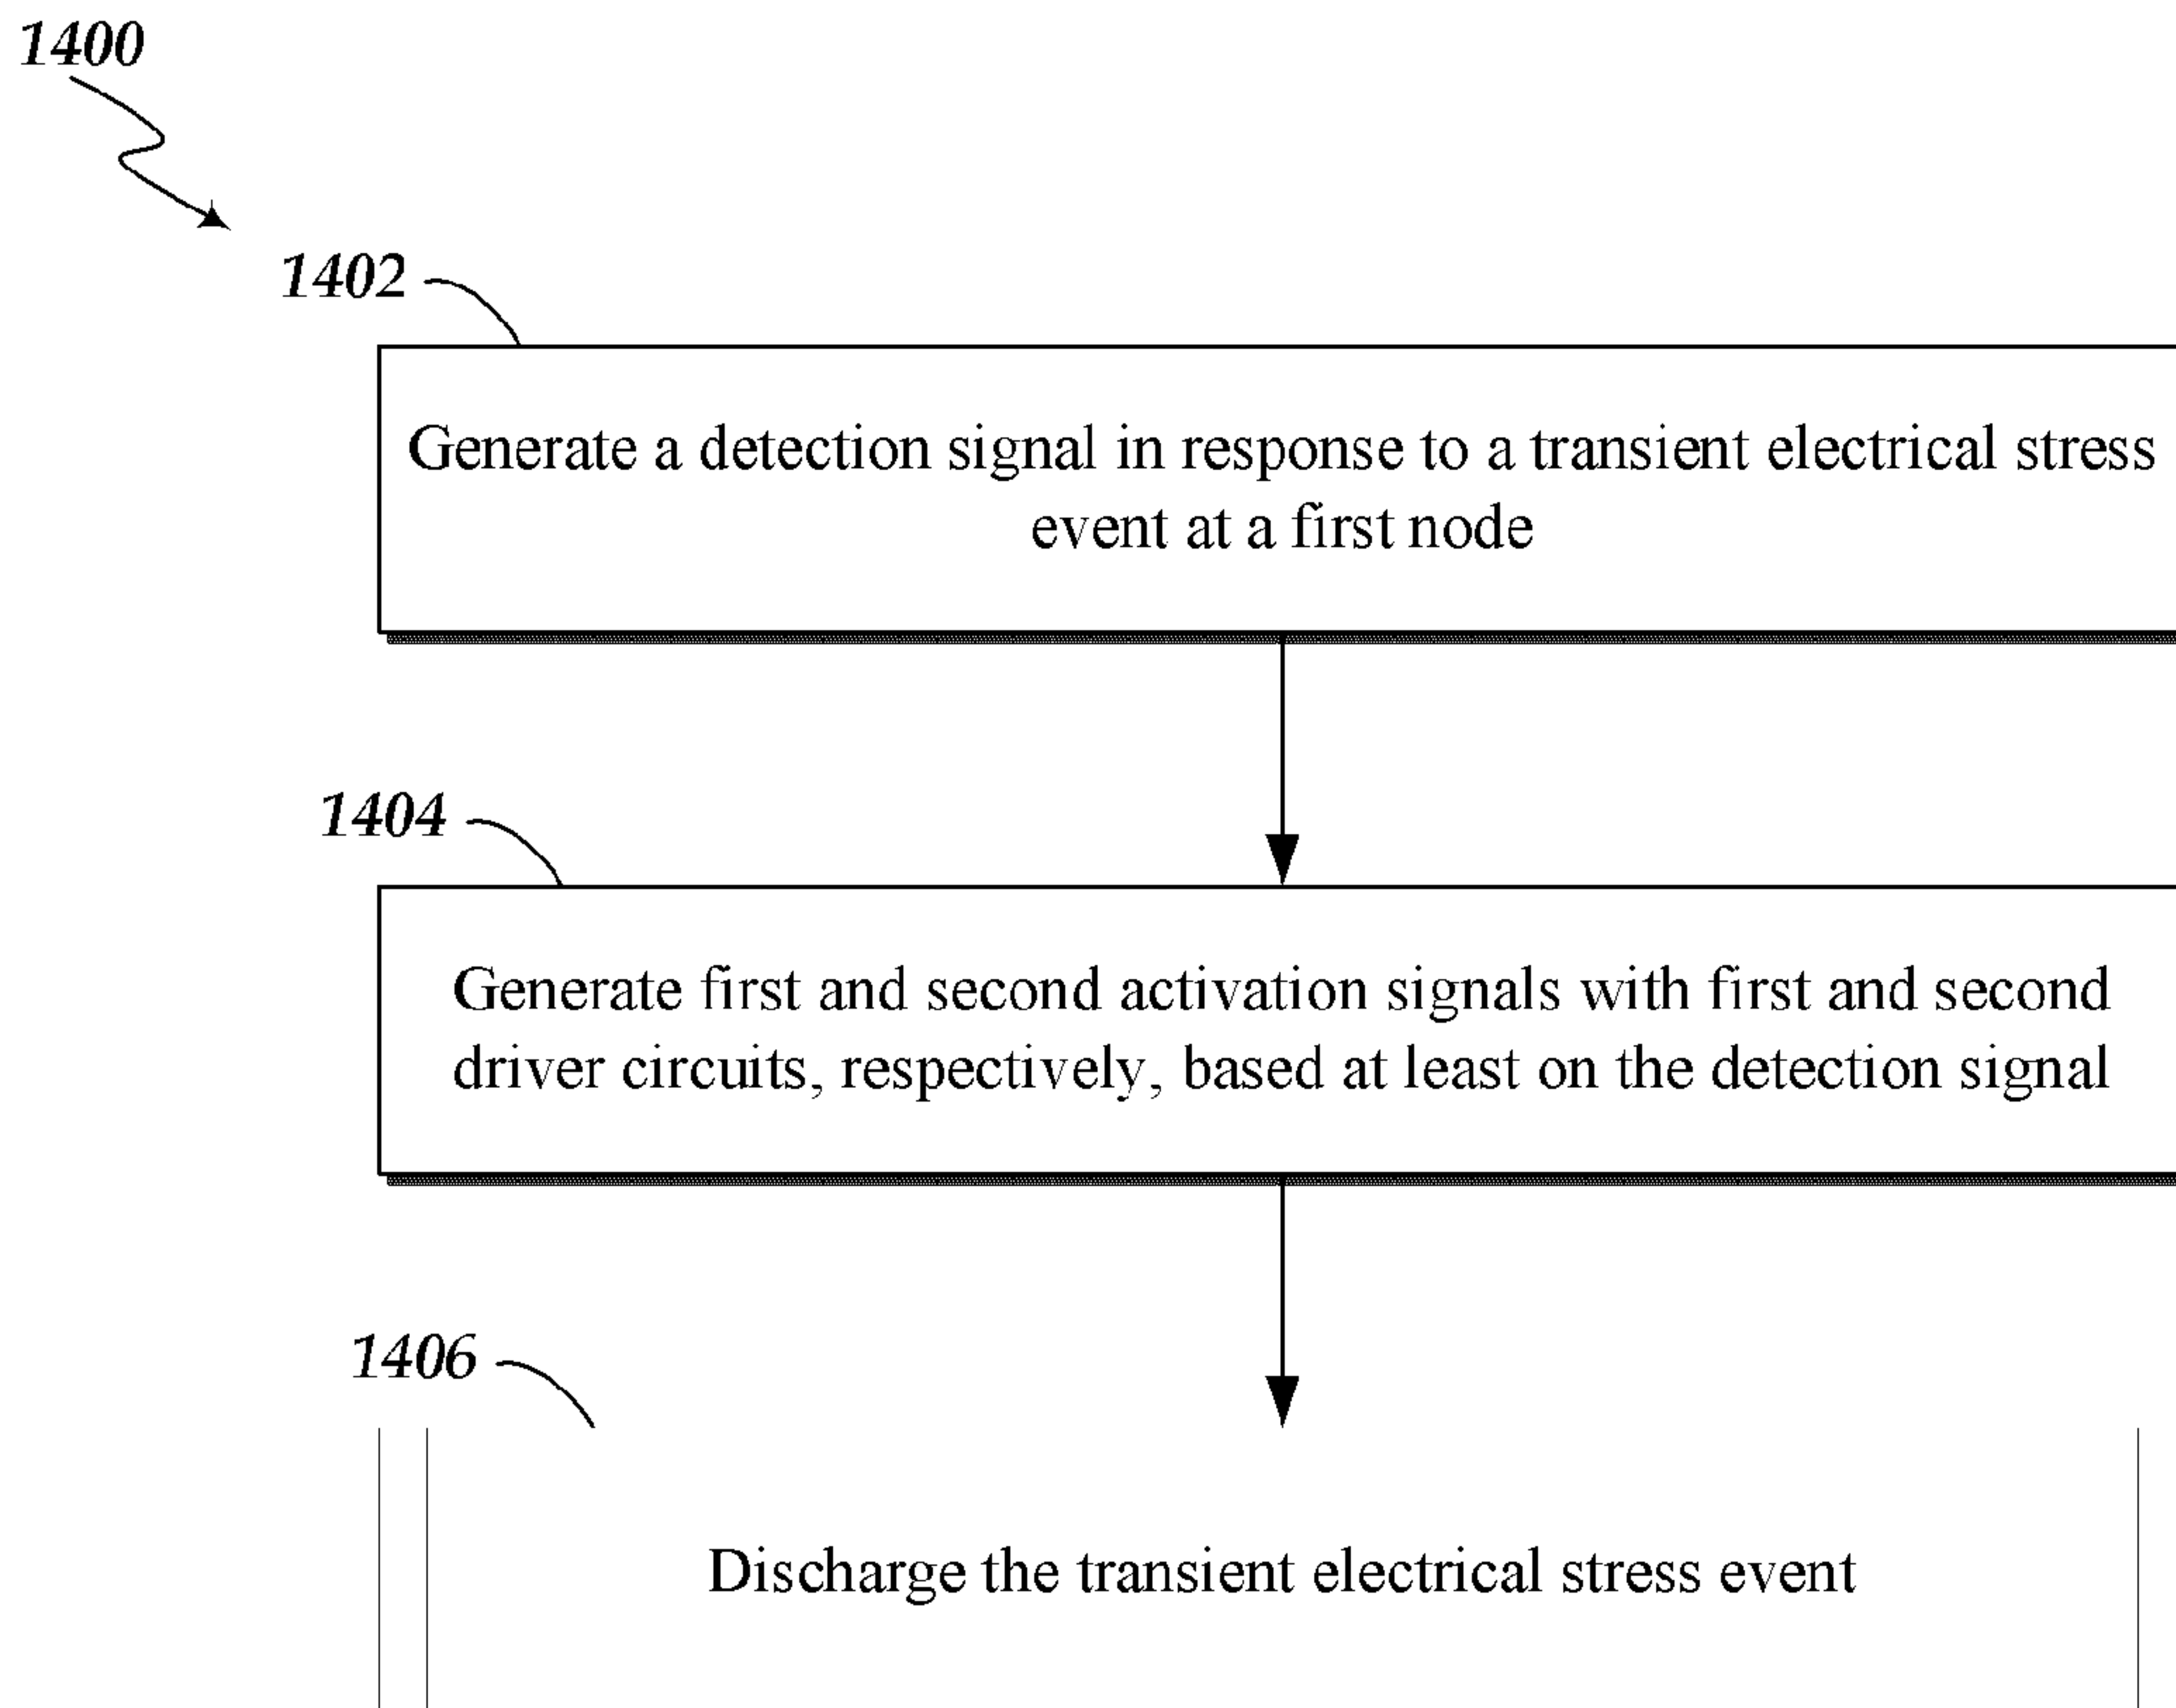 1400
1402
Generate a detection signal in response to a transient electrical stress
event at a first node
1404
Generate first and second activation signals with first and second
driver circuits, respectively, based at least on the detection signal
1406
Discharge the transient electrical stress event